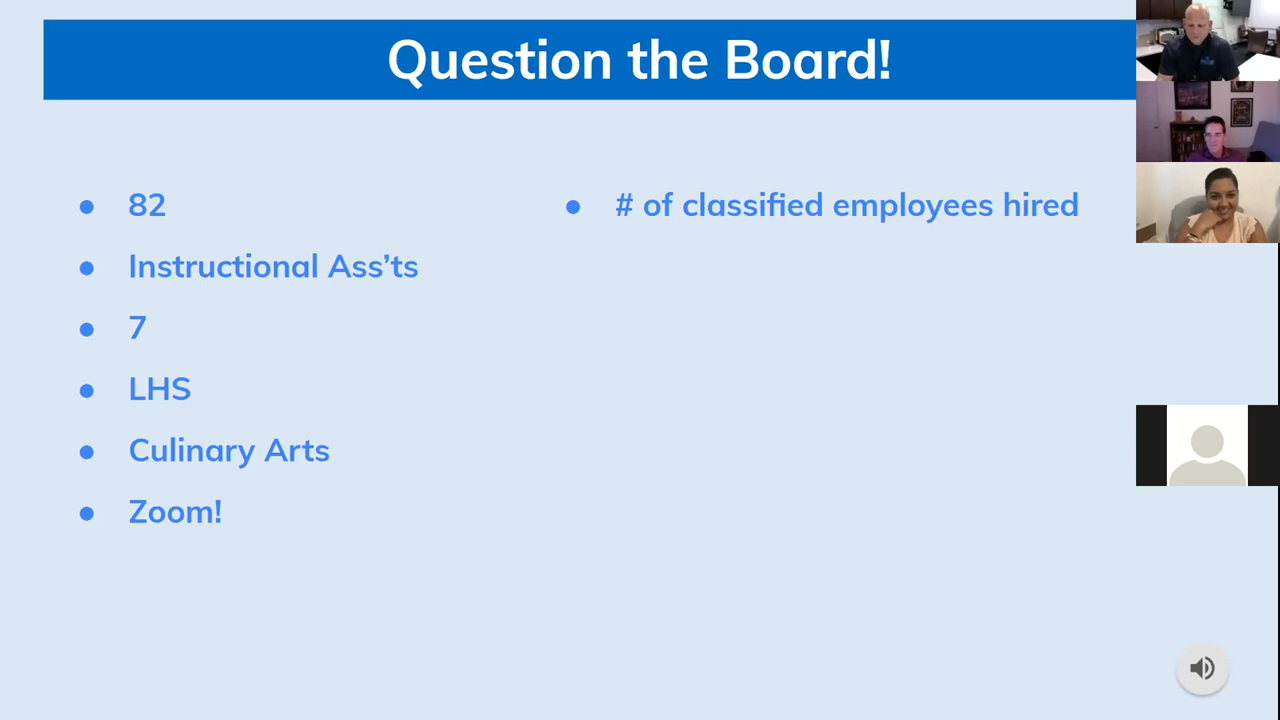 Question the Board!
82
Instructional Ass'ts
7
LHS
Culinary Arts
Zoom!
# of classified employees hired